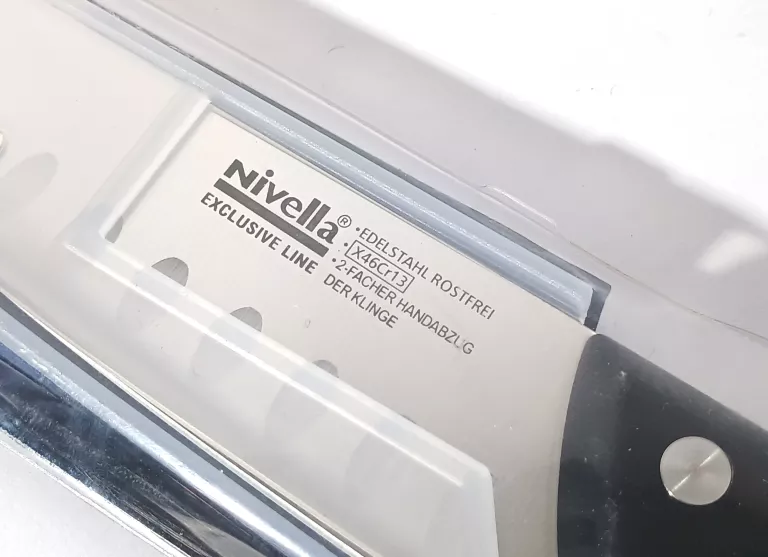 Nivella®
EXCLUSIVE LINE
• EDELSTAHL ROSTFREI
• X46Cr13
• 2-FACHER HANDABZUG
DER KLINGE